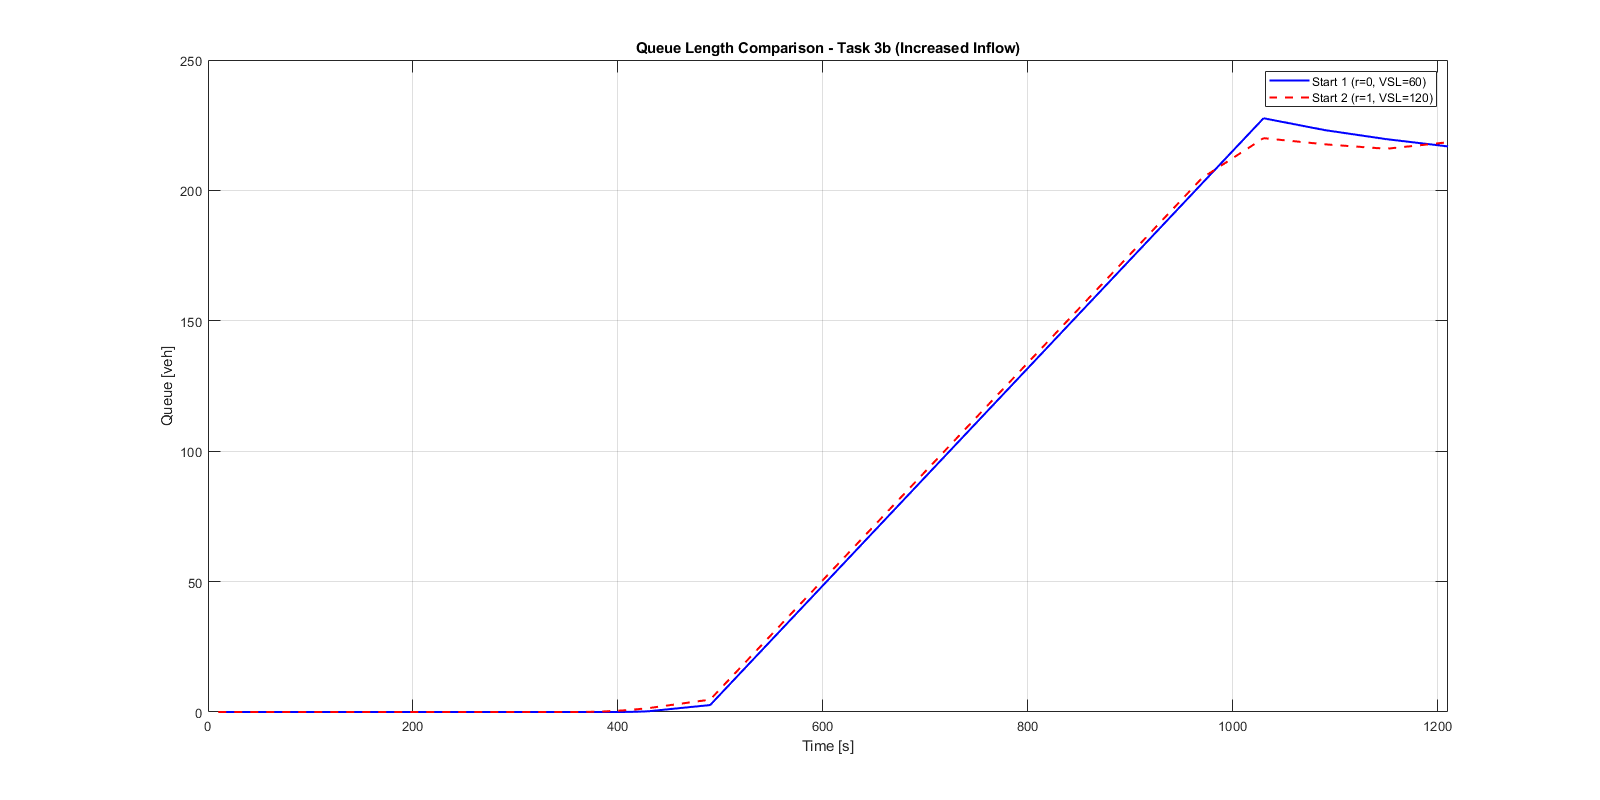 Queue Length Comparison - Task 3b (Increased Inflow)
Start 1 (r=0, VSL=60)
Start 2 (r=1, VSL=120)
Queue [veh]
250
200
150
100
50
0
0 200 400 600 800 1000 1200
Time [s]